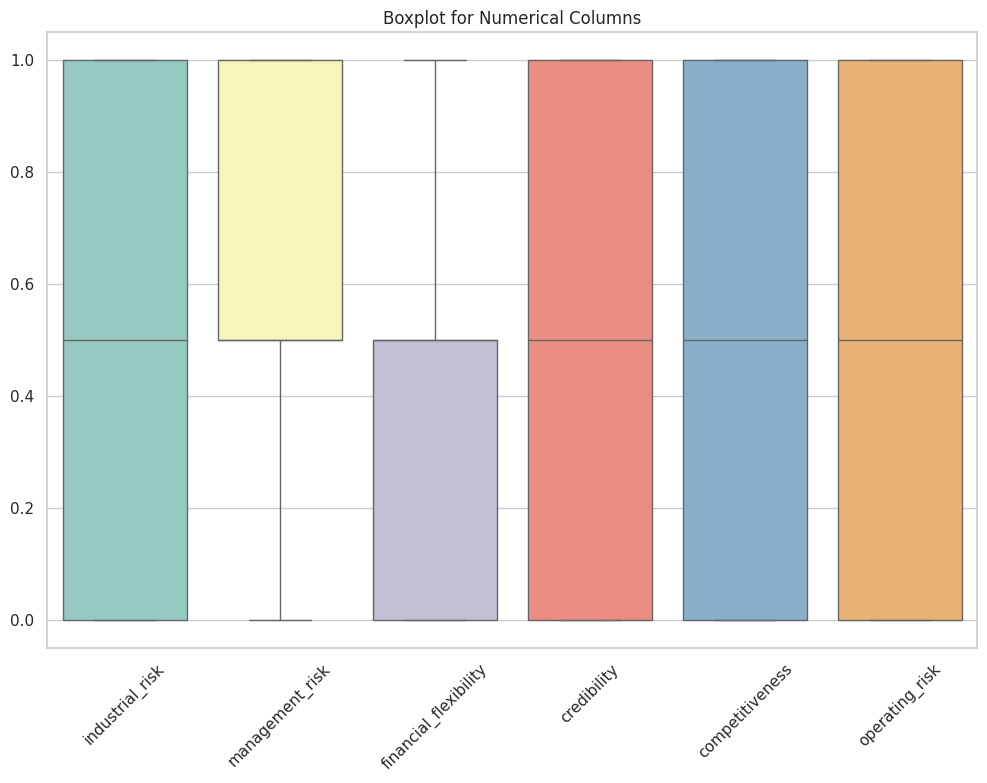 Boxplot for Numerical Columns
1.0
0.8
0.6
0.4
0.2
0.0
industrial_risk
management_risk
financial_flexibility
credibility
competitiveness
operating_risk